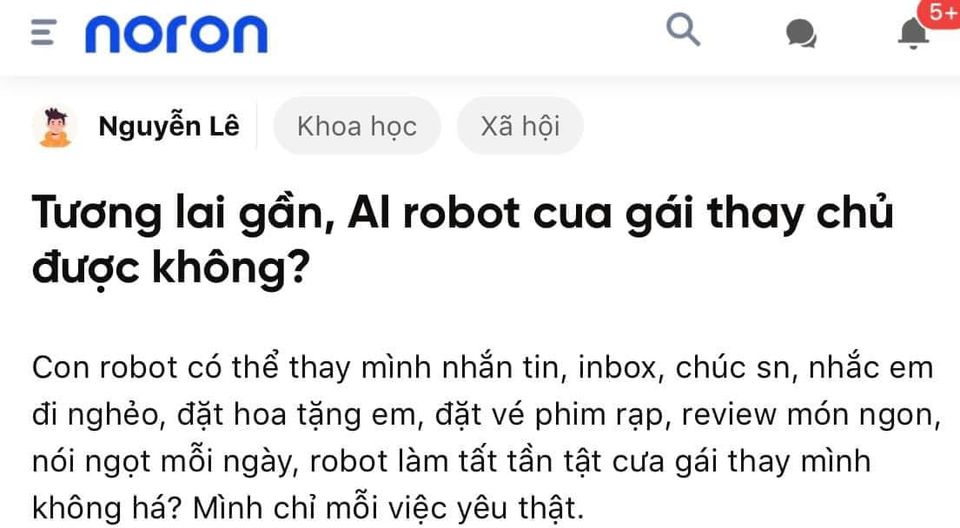 noron
5+
Nguyễn Lê
Khoa học
Xã hội
Tương lai gần, AI robot cua gái thay chủ
được không?
Con robot có thể thay mình nhắn tin, inbox, chúc sn, nhắc em
đi nghẻo, đặt hoa tặng em, đặt vé phim rạp, review món ngon,
nói ngọt mỗi ngày, robot làm tất tần tật cưa gái thay mình
không há? Mình chỉ mỗi việc yêu thật.